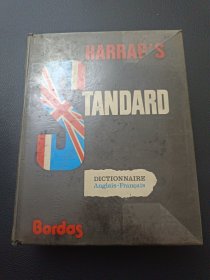 HARRAP'S
STANDARD
DICTIONNAIRE
Anglais-Français
Bordas